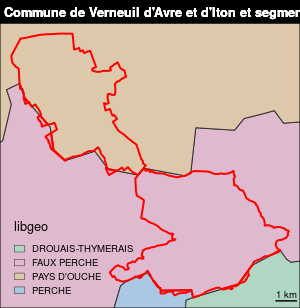 Commune de Verneuil d'Avre et d'Iton et segmer
libgeo
DROUAIS-THYMERAIS
FAUX PERCHE
PAYS D'OUCHE
PERCHE
1 km